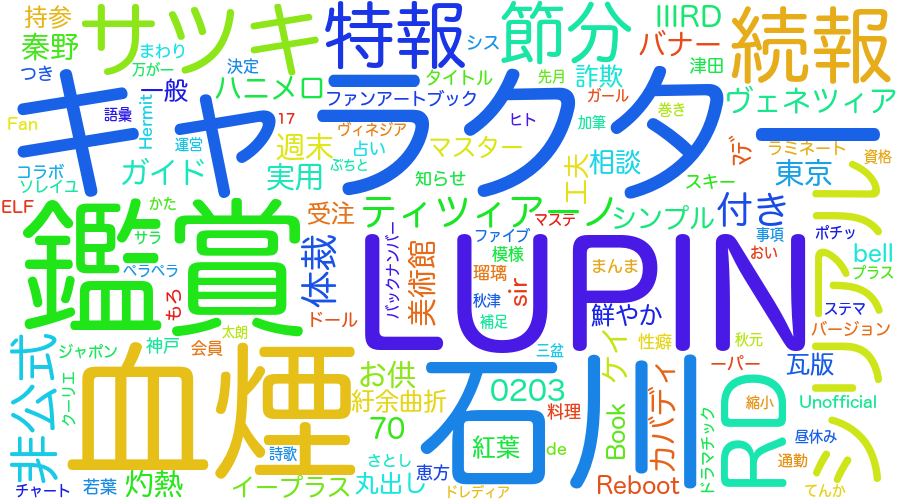 持参
サツキ
特報
節分
IIIRD
続報
秦野
まわり
シス
バナー
つき
万が一
決定
タイトル
先月
詐欺
津田
一般
ハニメロ
ファンアートブック
ガール
巻き
ヴェネツィア
語彙
Hermit
17
ヒト
Fan
キャラクター
運営
ヴィネジア
加筆
コラボ
ガイド
週末
占い
マスター
工夫
相談
マデ
ラミネート
資格
ソレイユ
実用
ぶちと
知らせ
スキー
東京
ELF
かた
受注
ティツィアーノ
シンプル
付き
シリアル
鑑賞
サラ
体裁
バックナンバー
美術館
LUPIN
マステ
ファイブ
事項
ポチッ
模様
おい
bell
ペラペラ
瑠璃
sir
まんま
プラス
もろ
秋津
鮮やか
ステマ
ドール
補足
バージョン
太朗
非公式
ジャポン
神戸
会員
三盆
性癖
秋元
クーリエ
血煙
お供
石川
ケイ
ーパー
瓦版
紆余曲折
0203
カバディ
RD
料理
縮小
Unofficial
70
紅葉
Book
ドラマチック
詩歌
de
昼休み
さとし
恵方
通勤
チャート
若葉
灼熱
イープラス
丸出し
ドレディア
Reboot
てんか